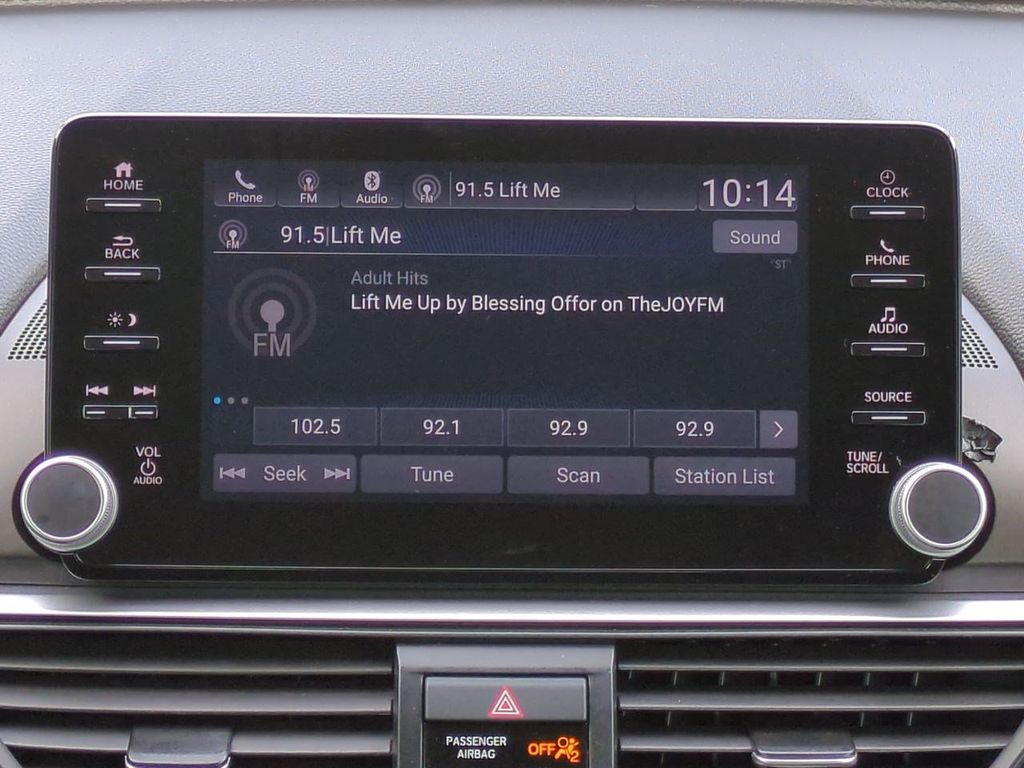 HOME
BACK
VOL
AUDIO
Phone
FM
Audio
FM
91.5 Lift Me
10:14
FM
91.5 Lift Me
Sound
"ST"
Adult Hits
Lift Me Up by Blessing Offor on TheJOYFM
FM
102.5
92.1
92.9
92.9
Seek
Tune
Scan
Station List
CLOCK
PHONE
AUDIO
SOURCE
TUNE/
SCROLL
PASSENGER
AIRBAG
OFF
2